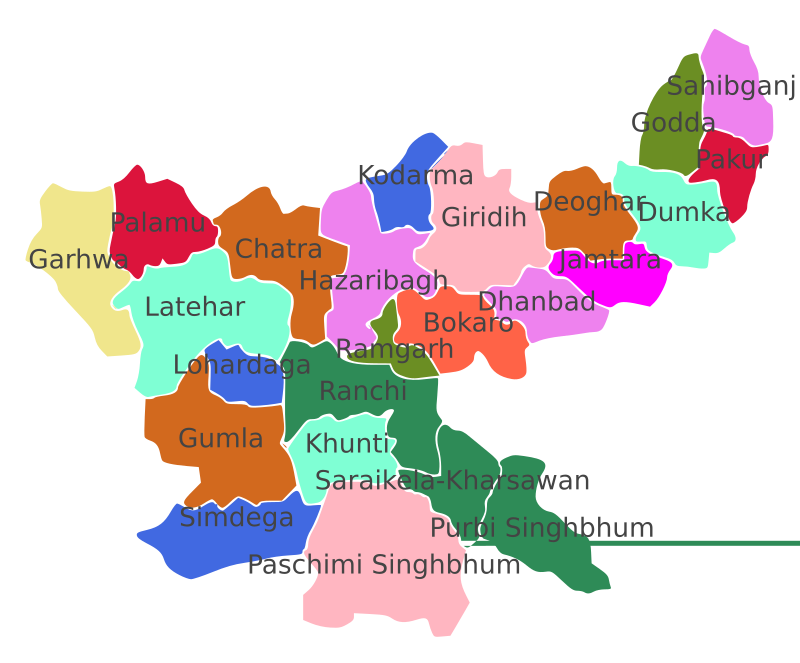 Sahibganj
Godda
Pakur
Kodarma
Deoghar
Dumka
Giridih
Palamu
Chatra
Garhwa
Jamtara
Hazaribagh
Dhanbad
Latehar
Bokaro
Ramgarh
Lohardaga
Ranchi
Gumla
Khunti
Saraikela-Kharsawan
Simdega
Purbi Singhbhum
Paschimi Singhbhum